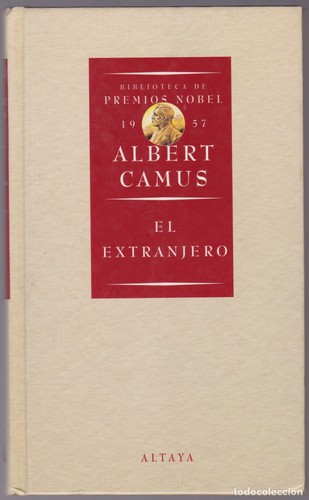 BIBLIOTECA DE
PREMIOS NOBEL
19 57
ALBERT
CAMUS
EL
EXTRANJERO
ALTAYA
todocoleccion